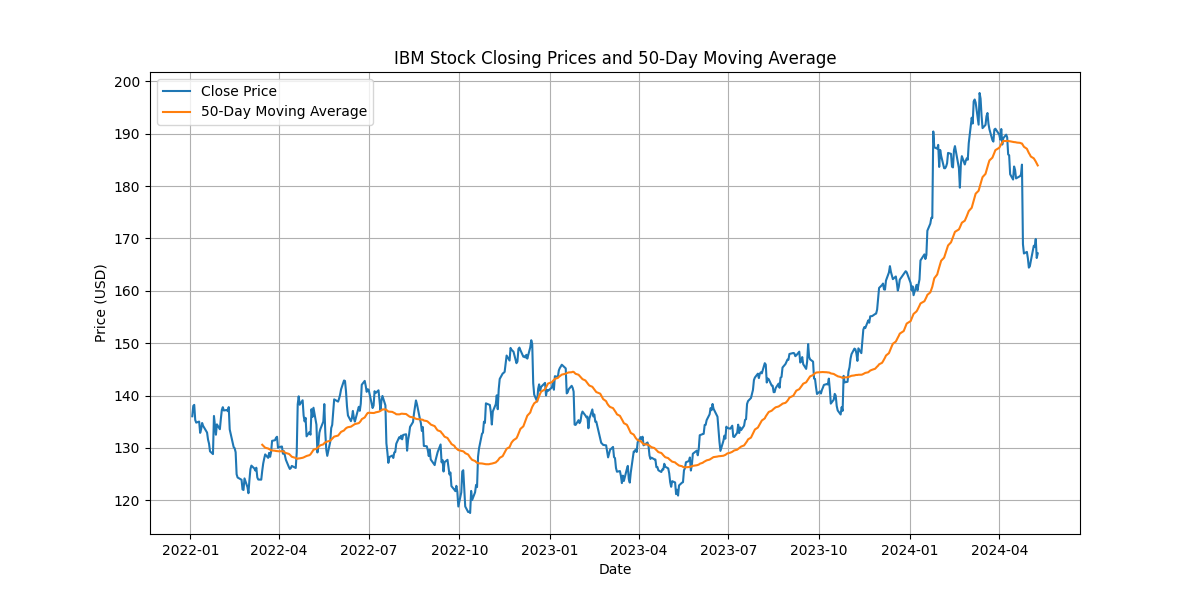 IBM Stock Closing Prices and 50-Day Moving Average
Close Price
50-Day Moving Average
200
190
180
170
160
150
140
130
120
Price (USD)
2022-01 2022-04 2022-07 2022-10 2023-01 2023-04 2023-07 2023-10 2024-01 2024-04
Date